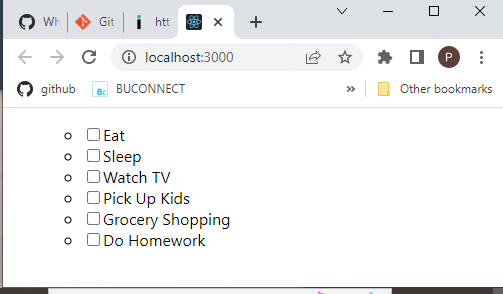 Wh Git htt
localhost:3000
P
github BUCONNECT » Other bookmarks
Eat
Sleep
Watch TV
Pick Up Kids
Grocery Shopping
Do Homework